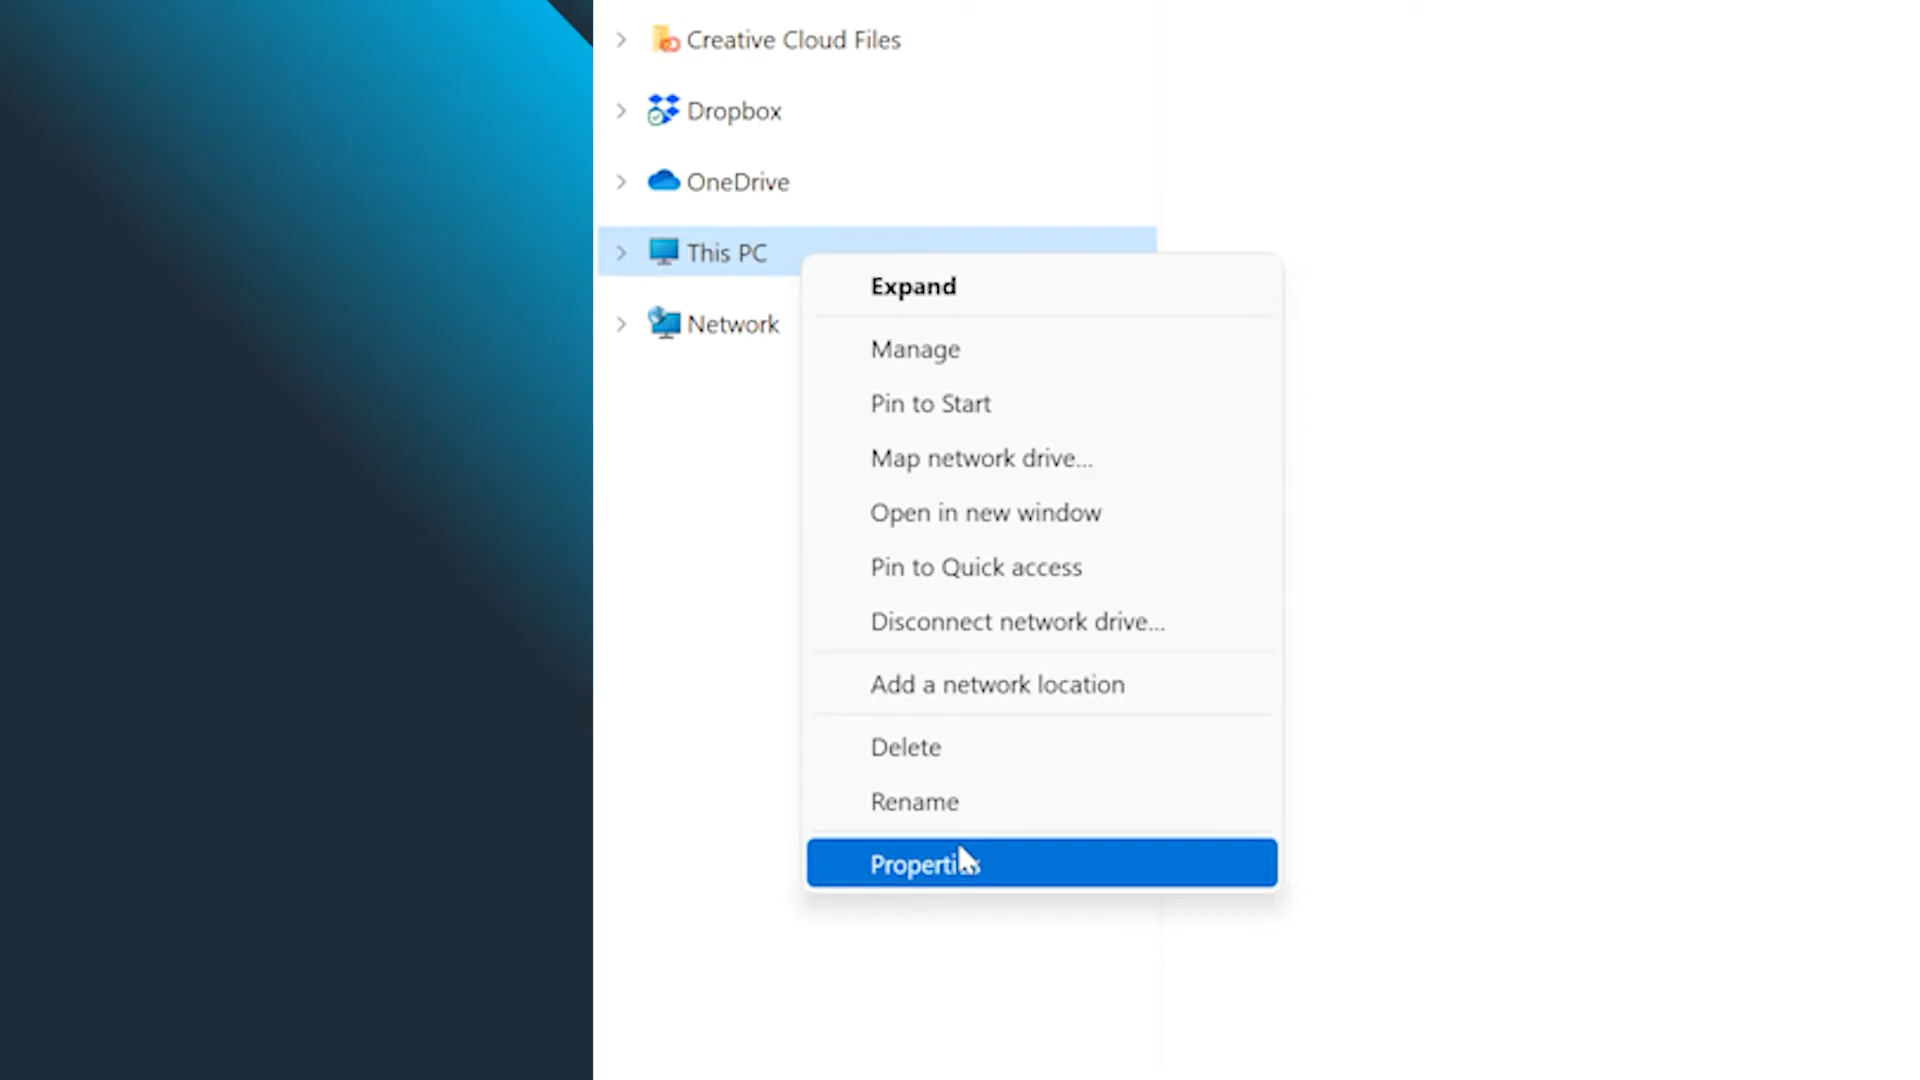 Creative Cloud Files
Dropbox
OneDrive
This PC
Network
Expand
Manage
Pin to Start
Map network drive...
Open in new window
Pin to Quick access
Disconnect network drive...
Add a network location
Delete
Rename
Properties